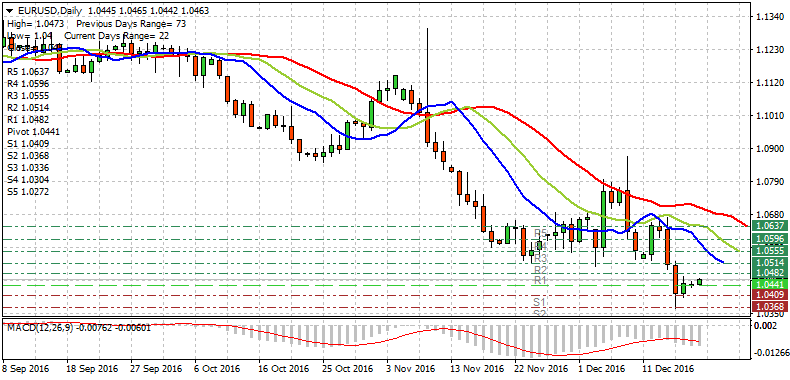 EURUSD,Daily 1.0445 1.0465 1.0442 1.0463
High= 1.0473 Previous Days Range= 73
Low= 1.04 Current Days Range= 22
R5 1.0637
R4 1.0596
R3 1.0555
R2 1.0514
R1 1.0482
Pivot 1.0441
S1 1.0409
S2 1.0368
S3 1.0336
S4 1.0304
S5 1.0272
R5
R3
R2
R1
S1
S2
1.1340
1.1230
1.1120
1.1010
1.0900
1.0790
1.0680
1.0637
1.0596
1.0555
1.0514
1.0482
1.0441
1.0409
1.0368
1.0350
MACD(12,26,9) -0.00762 -0.00601
0.002
-0.01266
8 Sep 2016 18 Sep 2016 27 Sep 2016 6 Oct 2016 16 Oct 2016 25 Oct 2016 3 Nov 2016 13 Nov 2016 22 Nov 2016 1 Dec 2016 11 Dec 2016